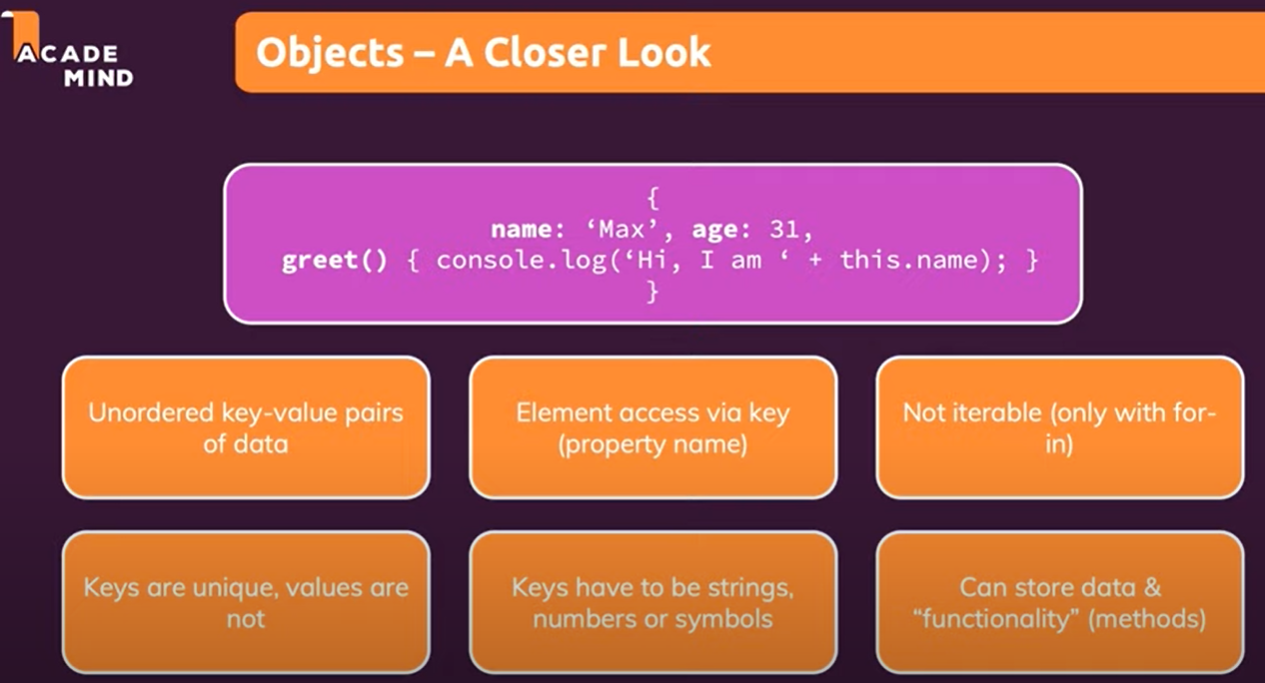 ACADE
MIND
Objects – A Closer Look
{
name: ‘Max’, age: 31,
greet() { console.log(‘Hi, I am ‘ + this.name); }
}
Unordered key-value pairs
of data
Element access via key
(property name)
Not iterable (only with for-
in)
Keys are unique, values are
not
Keys have to be strings,
numbers or symbols
Can store data &
“functionality” (methods)